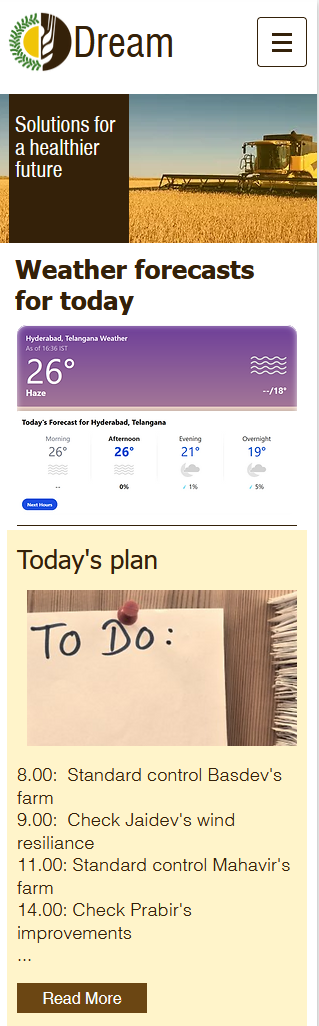 Dream
Solutions for
a healthier
future
Weather forecasts
for today
Hyderabad, Telangana Weather
As of 16:36 IST
26°
Haze
--/18°
Today's Forecast for Hyderabad, Telangana
Morning Afternoon Evening Overnight
26° 26° 21° 19°
-- 0% 1% 5%
Next Hours
Today's plan
TO DO:
8.00:  Standard control Basdev's
farm
9.00:  Check Jaidev's wind
resiliance
11.00: Standard control Mahavir's
farm
14.00: Check Prabir's
improvements
...
Read More